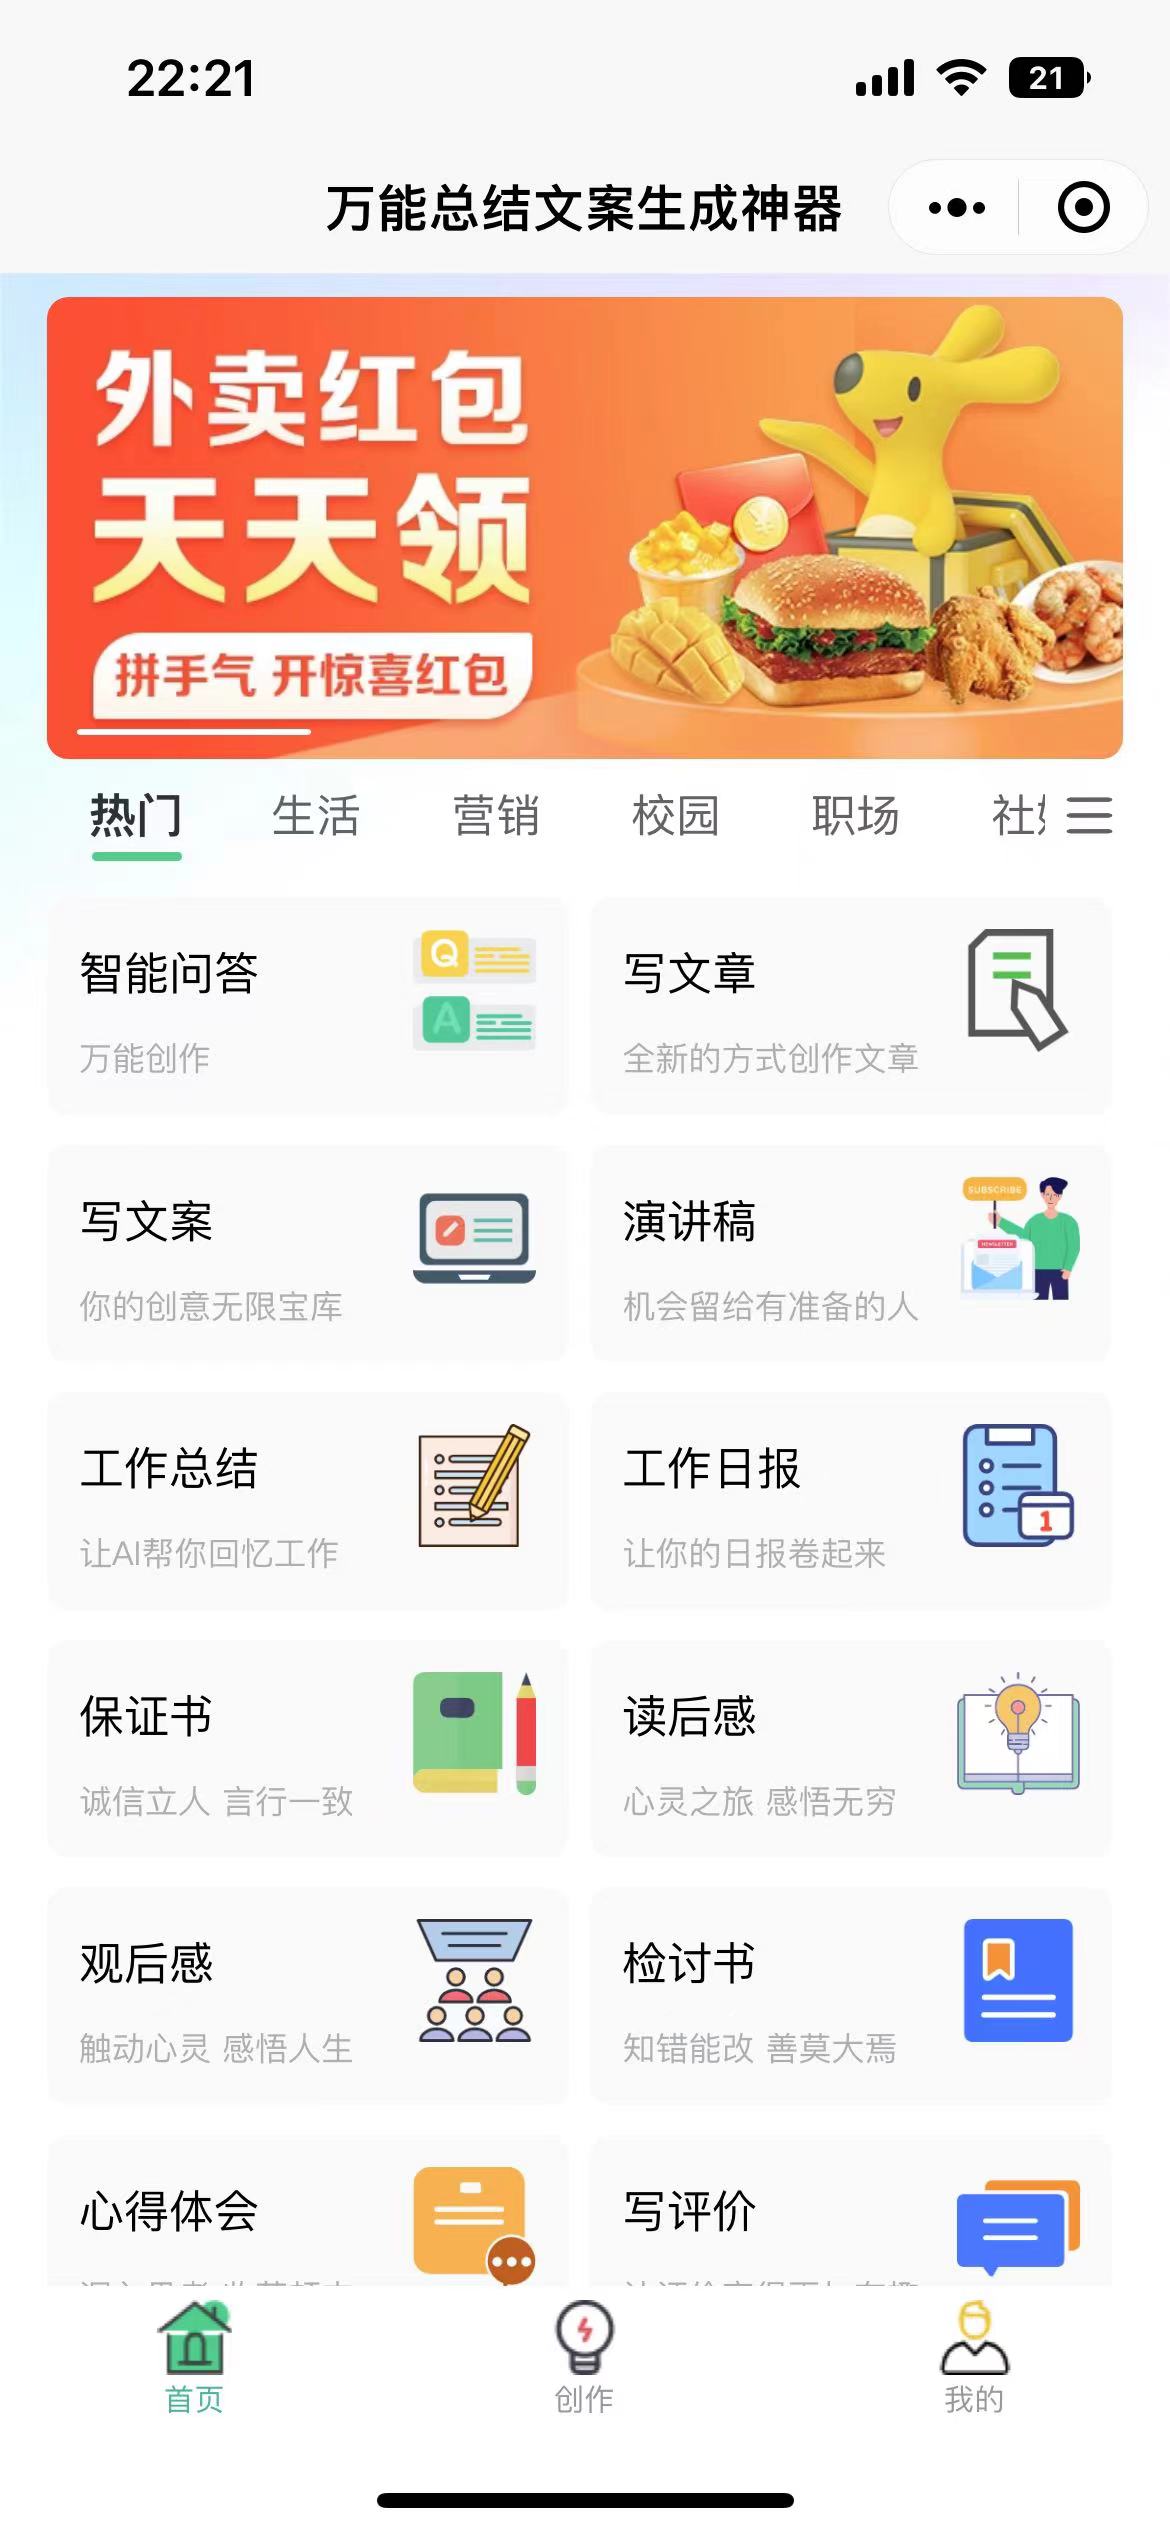 22:21
21
万能总结文案生成神器
外卖红包
天天领
拼手气 开惊喜红包
热门 生活 营销 校园 职场 社
智能问答
Q
A
万能创作
写文章
全新的方式创作文章
写文案
你的创意无限宝库
演讲稿
SUBSCRIBE
NEWSLETTER
机会留给有准备的人
工作总结
让AI帮你回忆工作
工作日报
1
让你的日报卷起来
保证书
诚信立人 言行一致
读后感
心灵之旅 感悟无穷
观后感
触动心灵 感悟人生
检讨书
知错能改 善莫大焉
心得体会
写评价
首页
创作
我的